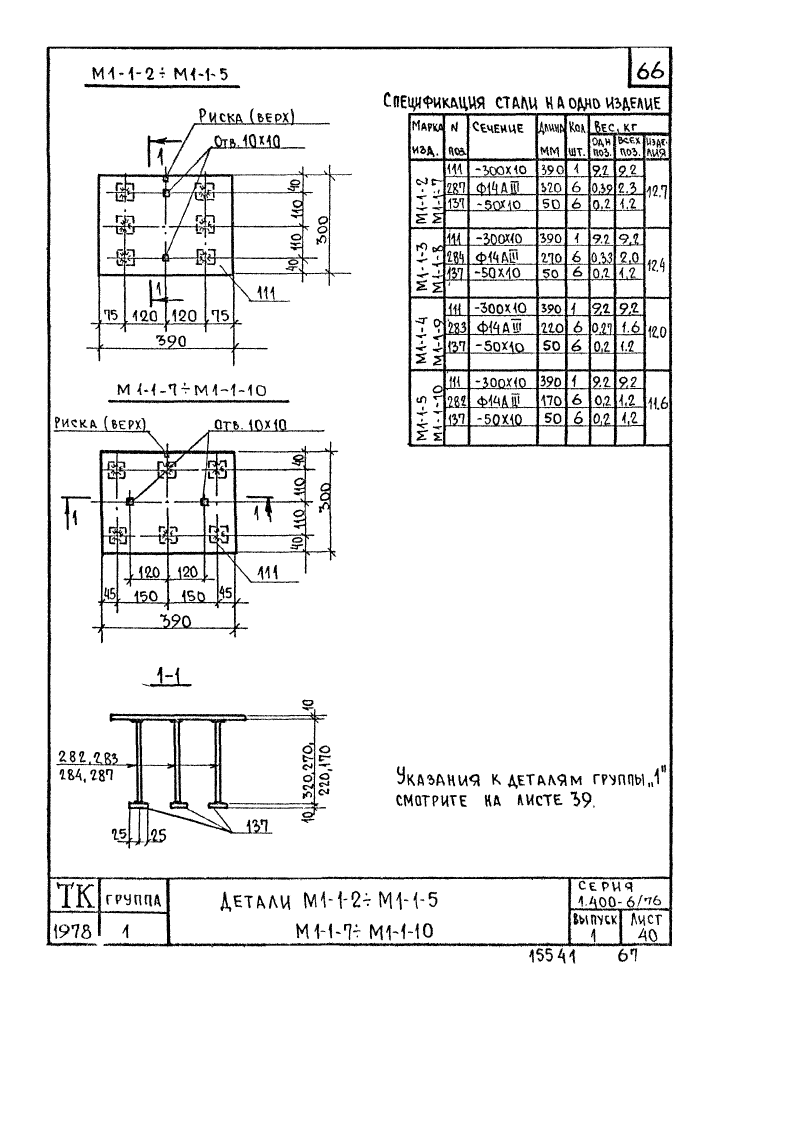 66
М1-1-2÷М1-1-5
Риска (верх)
Отв. 10х10
1
1
40
110
110
40
300
111
75 120 120 75
390
М1-1-7÷М1-1-10
Риска (верх)
Отв. 10х10
1
1
40
110
110
40
300
111
120 120
45 150 150 45
390
1-1
10
282, 283
284, 287
320,270,
220,170
10
137
25 25
Спецификация стали на одно изделие
Марка изд. N поз. Сечение Длина мм Кол. шт. Вес, кг
одн. поз. всех поз. изделия
М1-1-2 М1-1-7
111 -300х10 390 1 9.2 9.2
287 Ф14АIII 320 6 0.39 2.3 12.7
137 -50х10 50 6 0.2 1.2
М1-1-3 М1-1-8
111 -300х10 390 1 9.2 9.2
284 Ф14АIII 270 6 0.33 2.0 12.4
137 -50х10 50 6 0.2 1.2
М1-1-4 М1-1-9
111 -300х10 390 1 9.2 9.2
283 Ф14АIII 220 6 0.27 1.6 12.0
137 -50х10 50 6 0.2 1.2
М1-1-5 М1-1-10
111 -300х10 390 1 9.2 9.2
282 Ф14АIII 170 6 0.2 1.2 11.6
137 -50х10 50 6 0.2 1.2
Указания к деталям группы „1"
смотрите на листе 39.
ТК
1978
группа
1
Детали М1-1-2÷М1-1-5
М1-1-7÷М1-1-10
Серия
1.400-6/76
Выпуск
1
Лист
40
15541 67